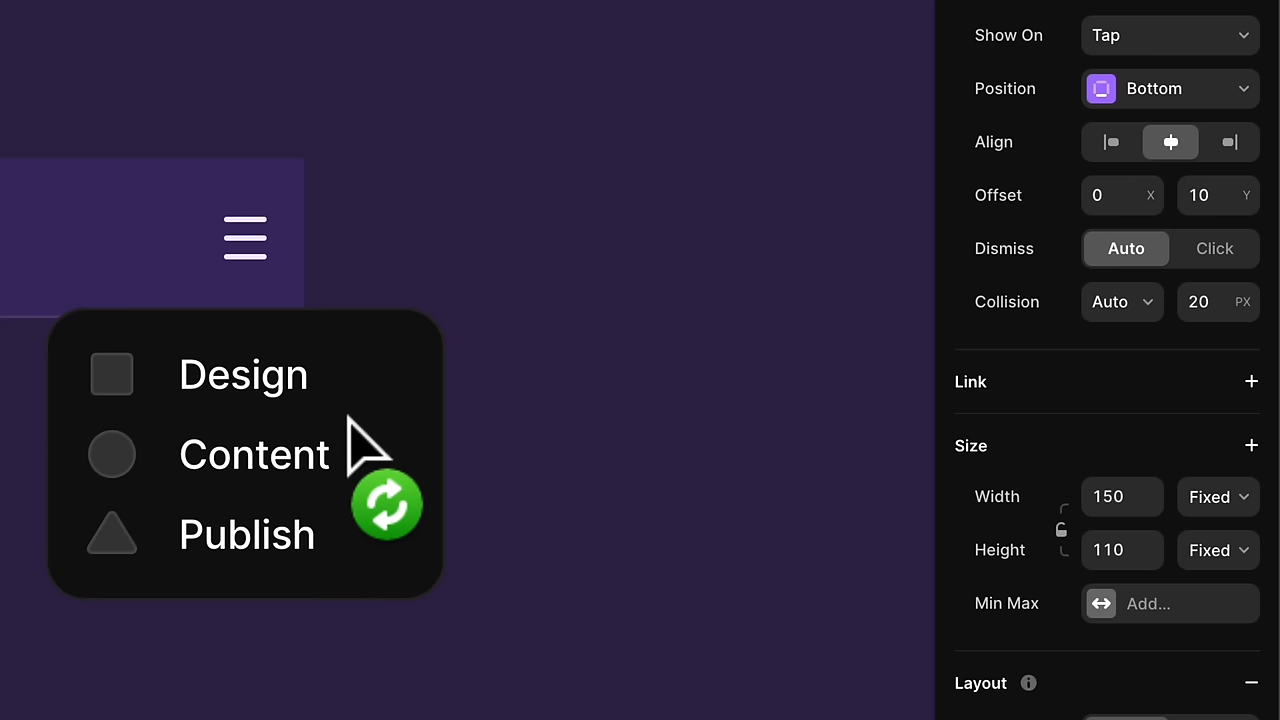 Show On Tap
Position Bottom
Align
Offset 0 X 10 Y
Dismiss Auto Click
Collision Auto 20 PX
Link
Size
Width 150 Fixed
Height 110 Fixed
Min Max Add...
Layout
Design
Content
Publish